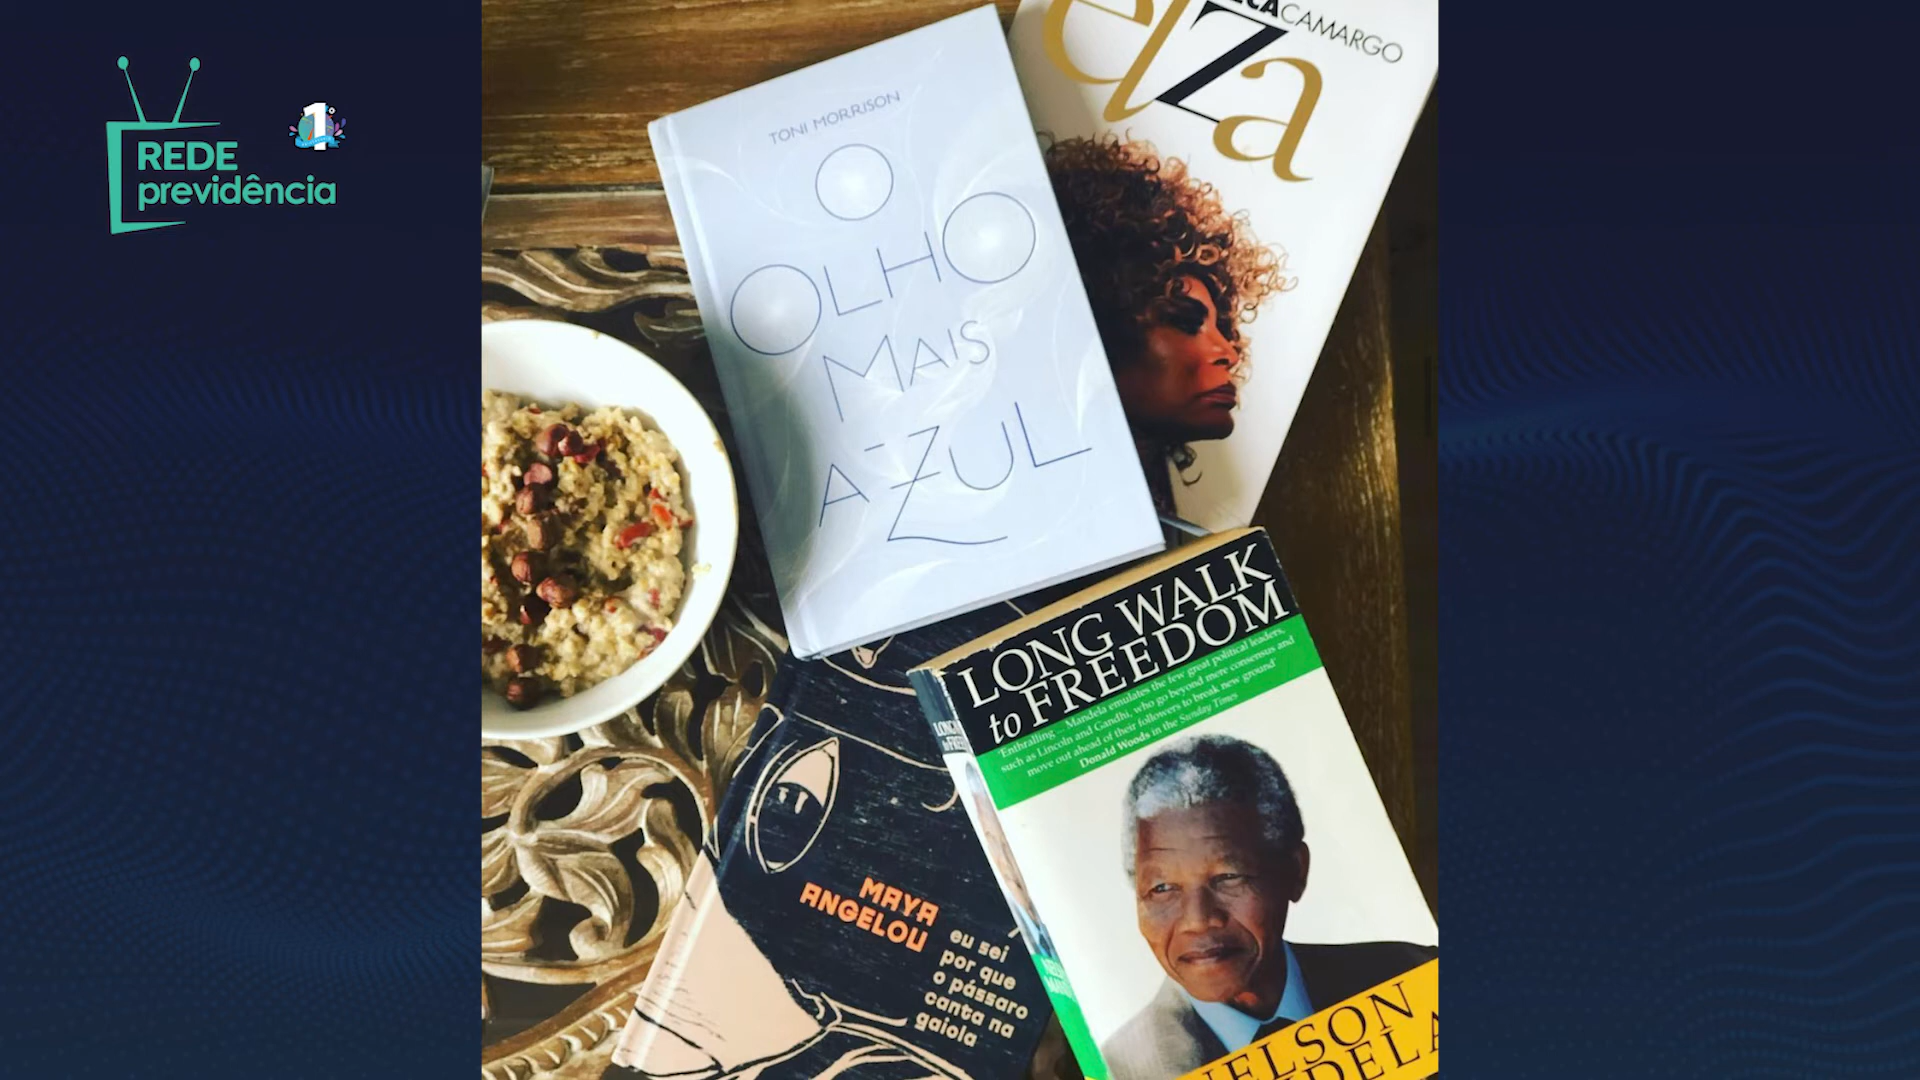 REDE
previdência
1º
TONI MORRISON
O
OLHO
MAIS
AZUL
CAMARGO
elza
LONG WALK
to FREEDOM
'Enthralling ... Mandela emulates the few great political leaders,
such as Lincoln and Gandhi, who go beyond mere consensus and
move out ahead of their followers to break new ground'
Donald Woods in the Sunday Times
NELSON
MAYA
ANGELOU
eu sei
por que
o pássaro
canta na
gaiola